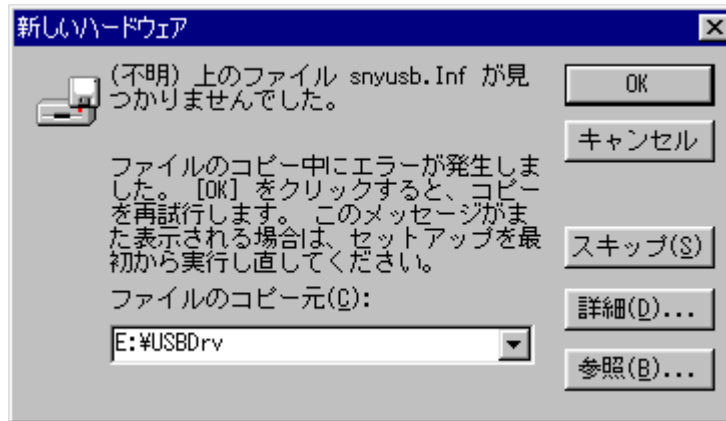 新しいハードウェア
(不明) 上のファイル snyusb.Inf が見
つかりませんでした。
ファイルのコピー中にエラーが発生しま
した。 [OK] をクリックすると、コピー
を再試行します。 このメッセージがま
た表示される場合は、セットアップを最
初から実行し直してください。
ファイルのコピー元(C):
E:¥USBDrv
OK
キャンセル
スキップ(S)
詳細(D)...
参照(B)...